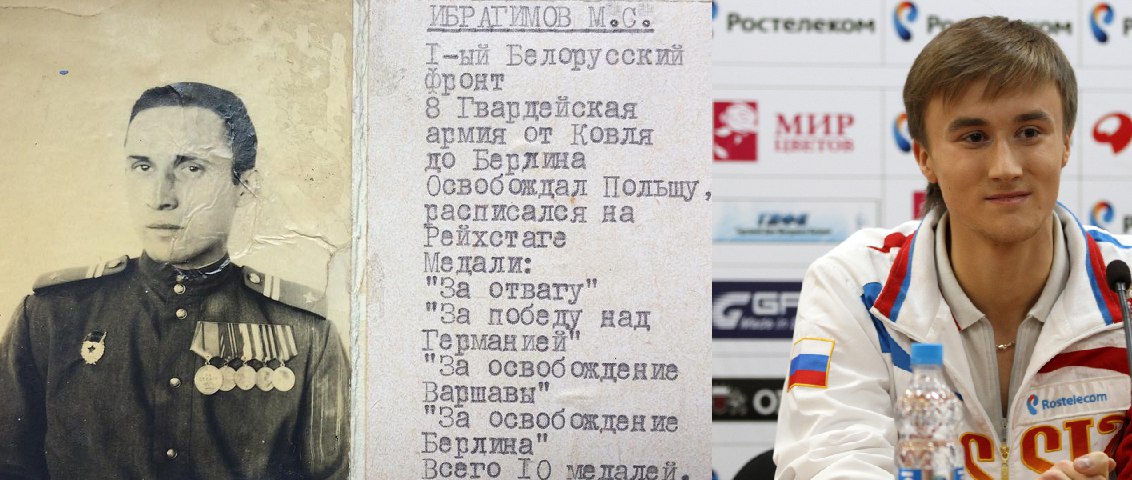 ИБРАГИМОВ М.С.
I-ый Белорусский
фронт
8 Гвардейская
армия от Ковля
до Берлина
Освобождал Польшу,
расписался на
Рейхстаге
Медали:
"За отвагу"
"За победу над
Германией"
"За освобождение
Варшавы"
"За освобождение
Берлина"
Всего IO медалей.
Ростелеком
МИР
ЦВЕТОВ
Rostelecom